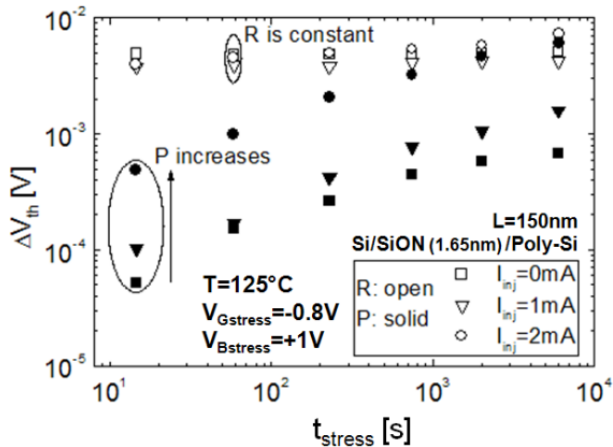 10⁻²
R is constant
10⁻³
P increases
ΔV_th [V]
10⁻⁴
L=150nm
Si/SiON (1.65nm)/Poly-Si
T=125°C
V_Gstress=-0.8V
V_Bstress=+1V
R: open
P: solid
I_inj=0mA
I_inj=1mA
I_inj=2mA
10⁻⁵
10¹ 10² 10³ 10⁴
t_stress [s]